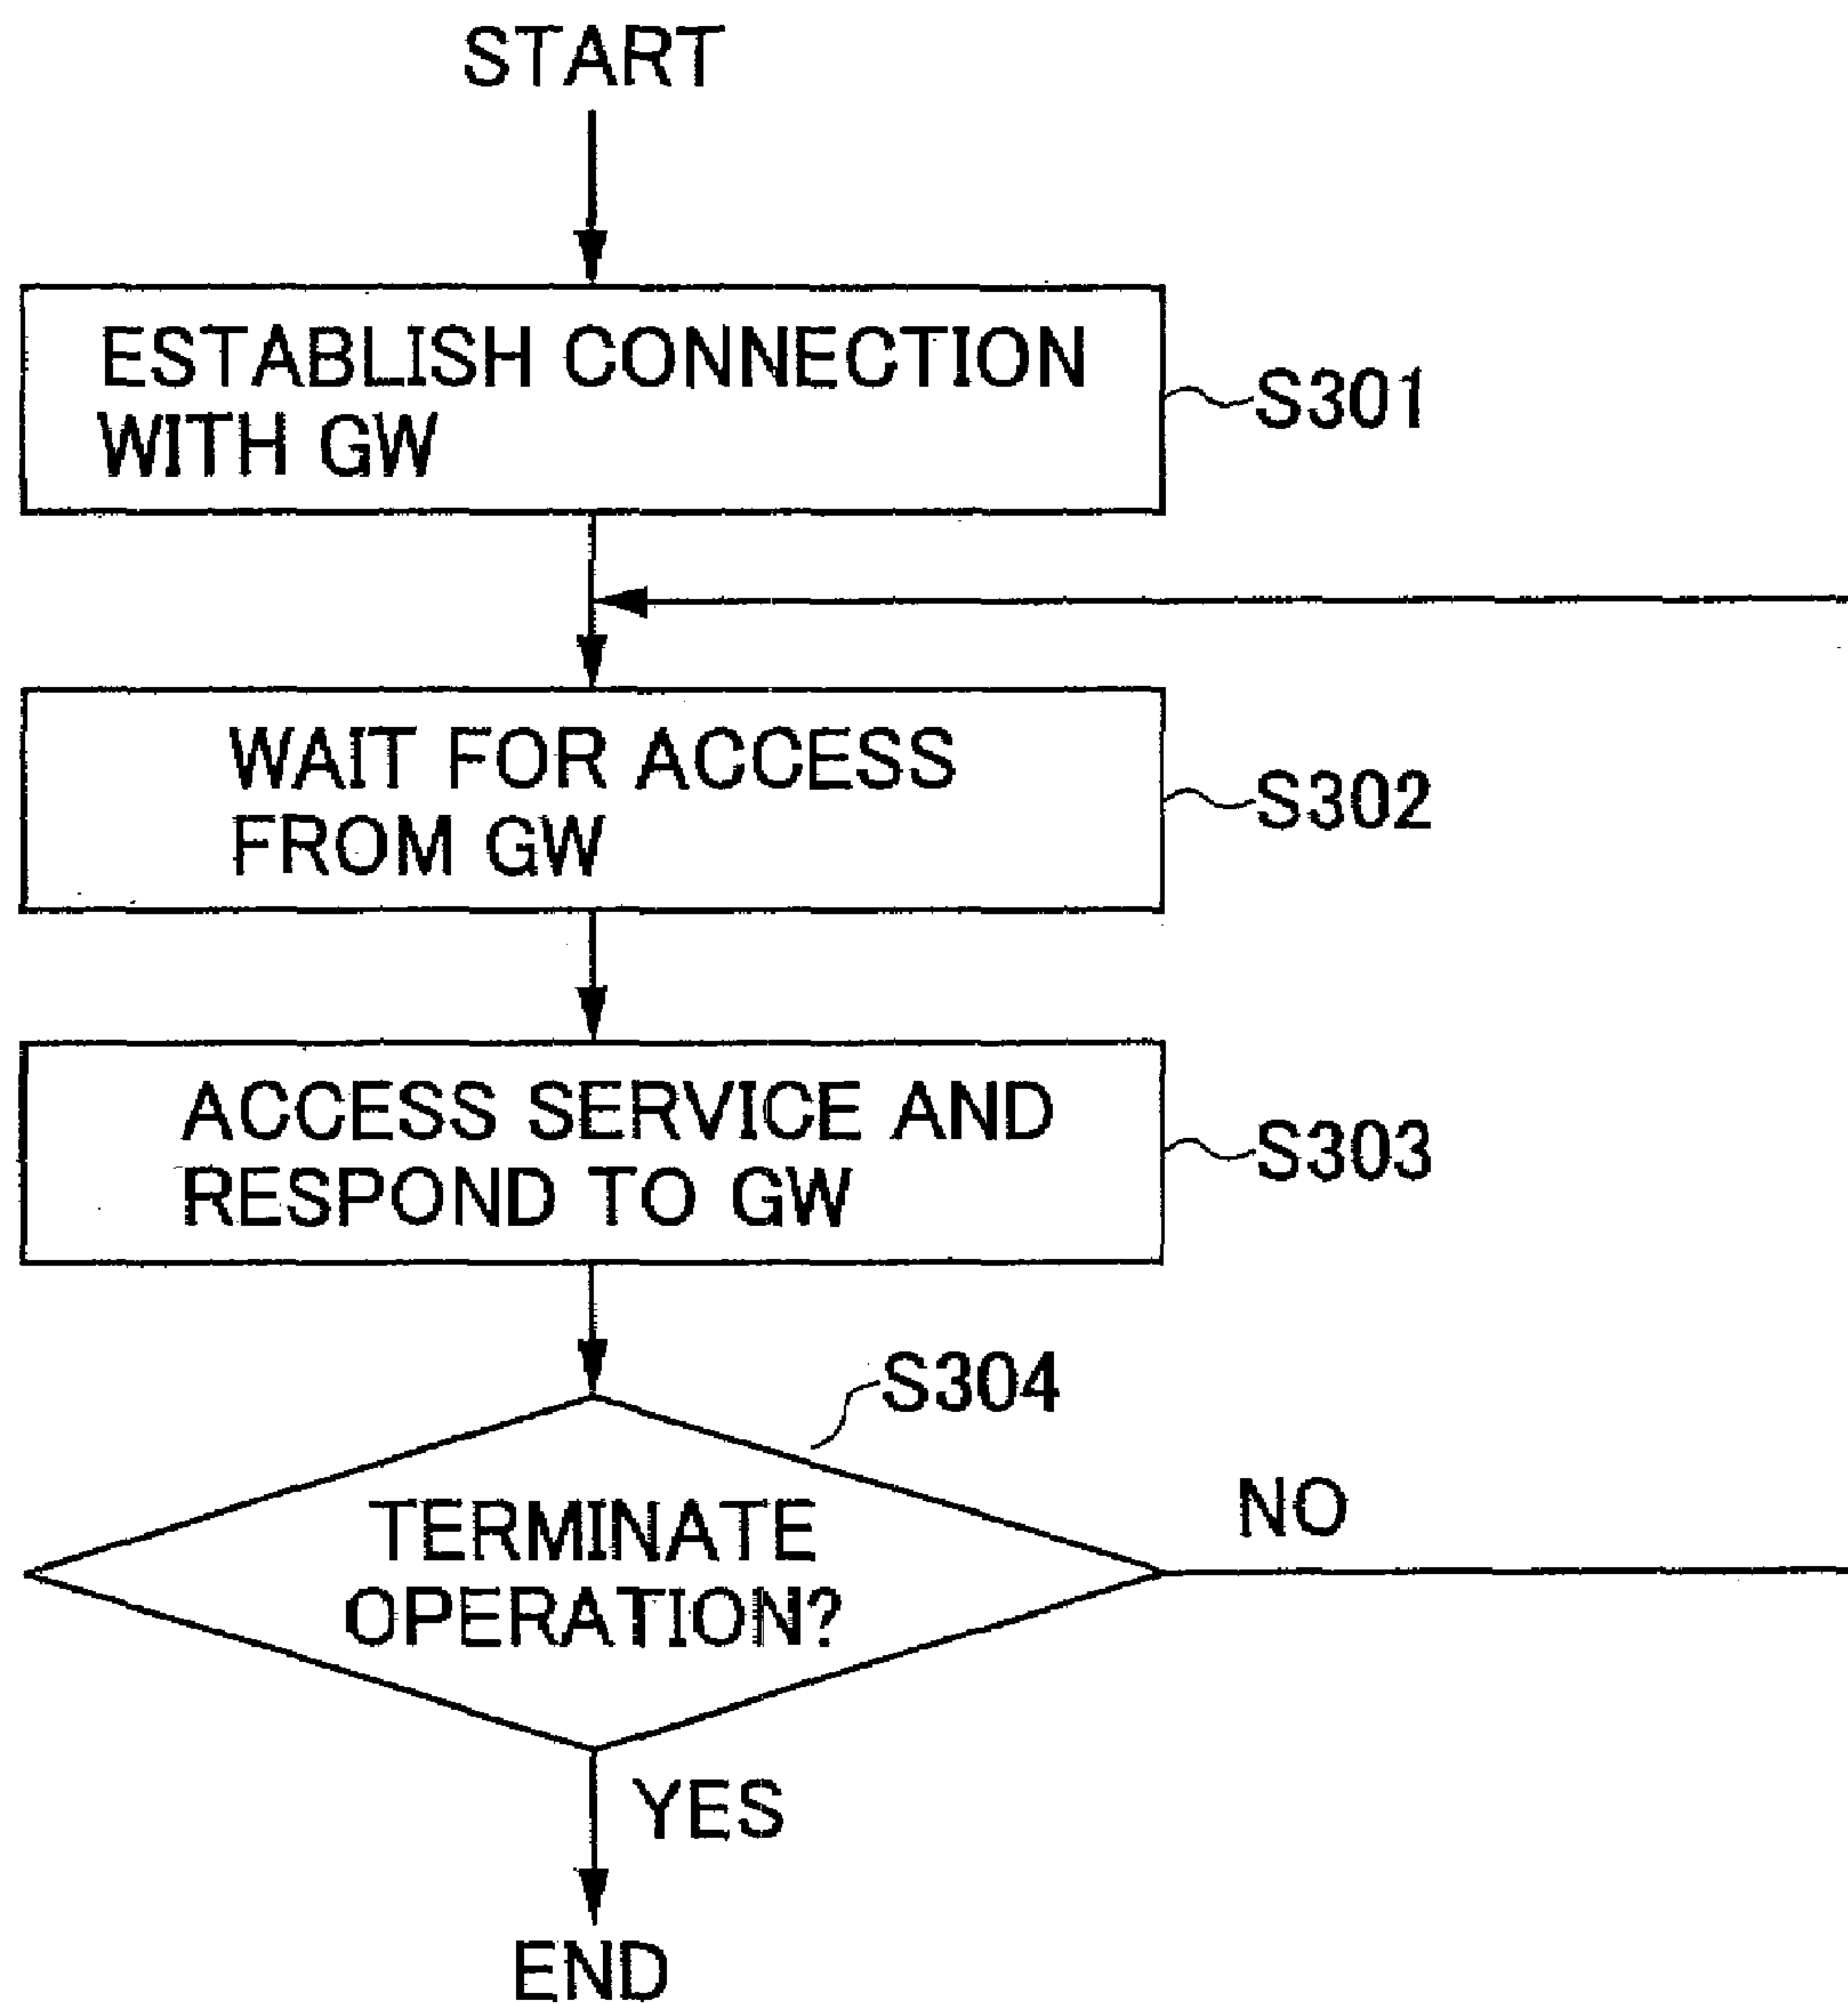 START
ESTABLISH CONNECTION
WITH GW
S301
WAIT FOR ACCESS
FROM GW
S302
ACCESS SERVICE AND
RESPOND TO GW
S303
S304
TERMINATE
OPERATION?
NO
YES
END